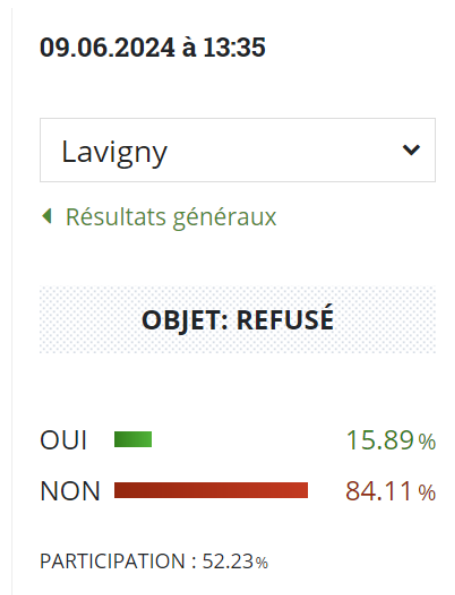 09.06.2024 à 13:35
Lavigny
Résultats généraux
OBJET: REFUSÉ
OUI 15.89%
NON 84.11%
PARTICIPATION : 52.23%